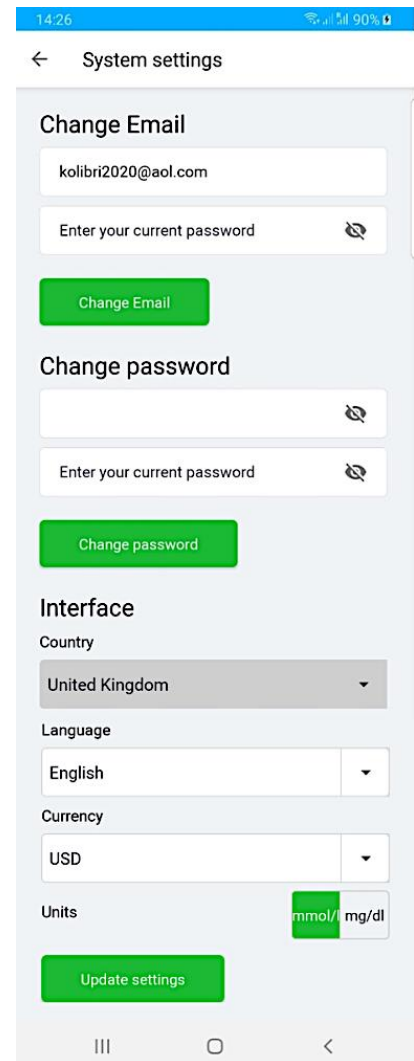 14:26 90%
System settings
Change Email
kolibri2020@aol.com
Enter your current password
Change Email
Change password
Enter your current password
Change password
Interface
Country
United Kingdom
Language
English
Currency
USD
Units mmol/l mg/dl
Update settings